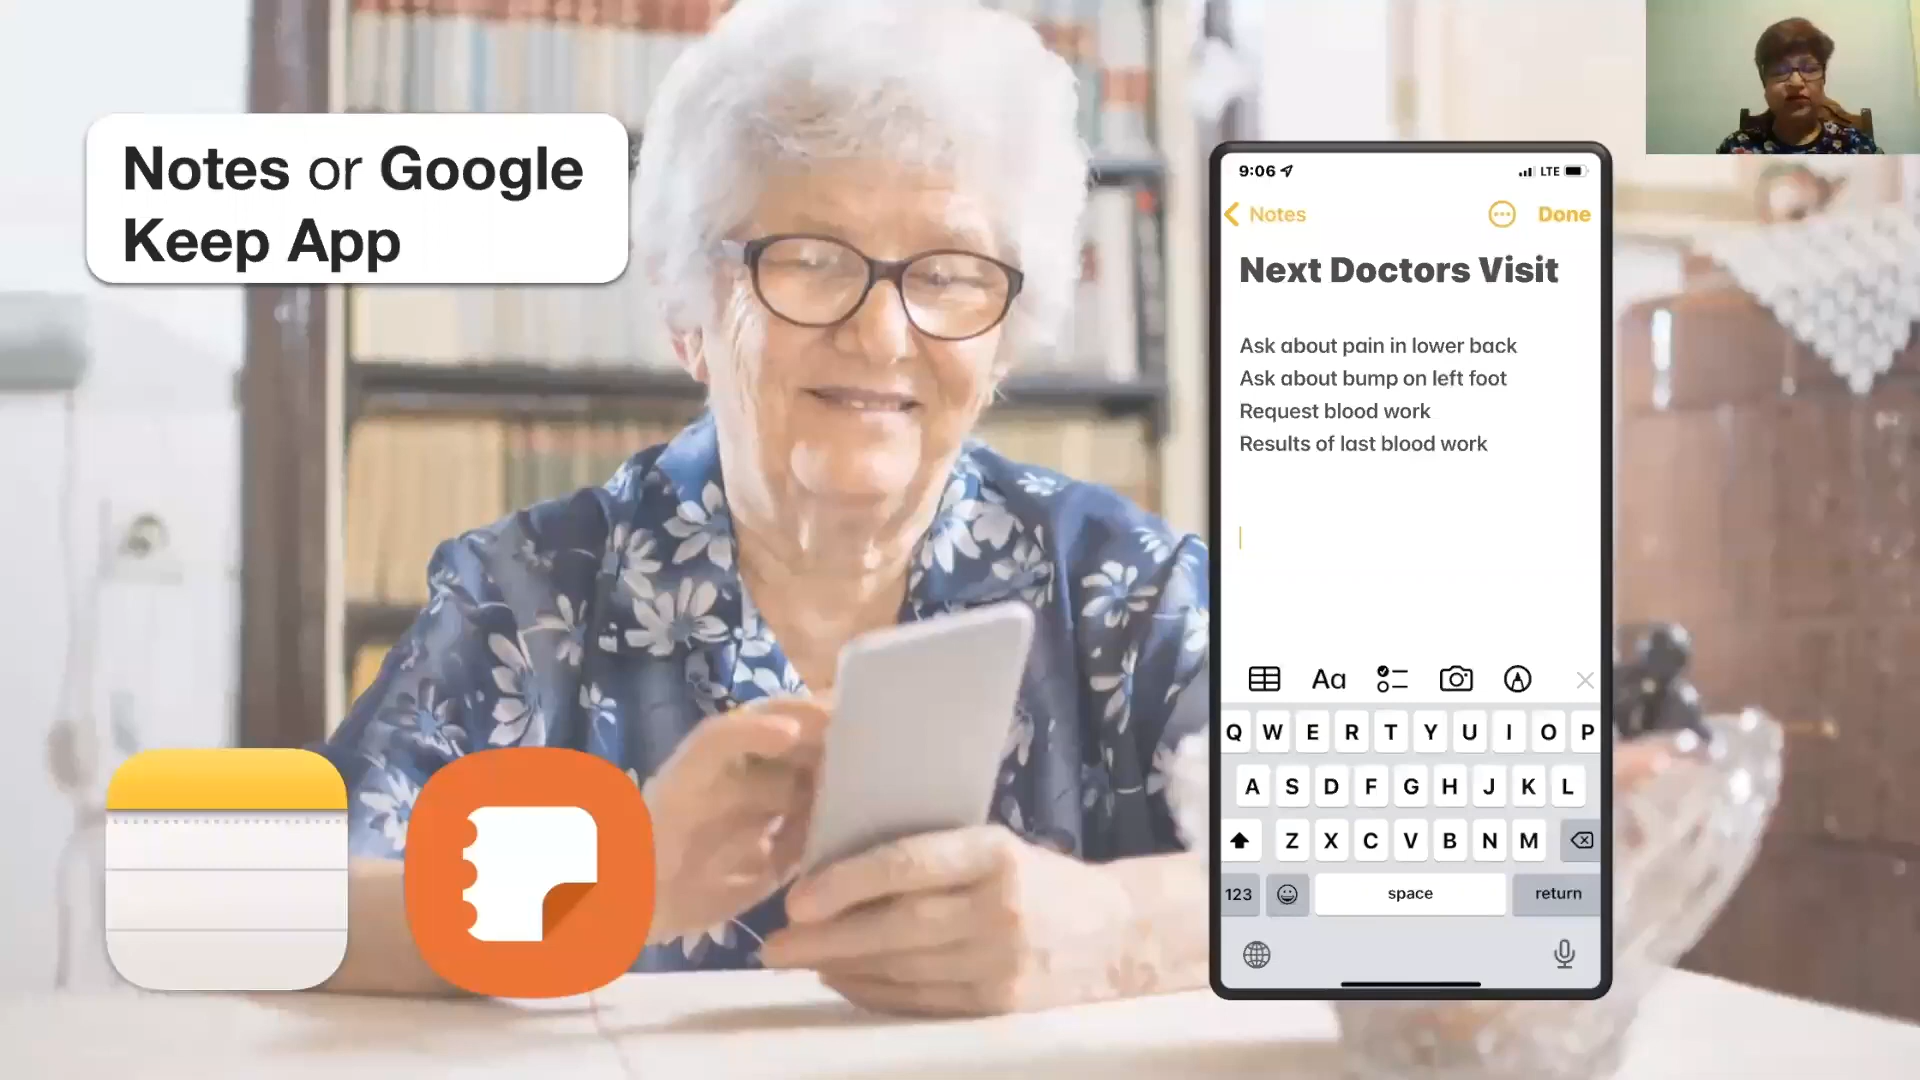 Notes or Google
Keep App
9:06
LTE
Notes
Done
Next Doctors Visit
Ask about pain in lower back
Ask about bump on left foot
Request blood work
Results of last blood work
Aa
Q W E R T Y U I O P
A S D F G H J K L
Z X C V B N M
123
space
return